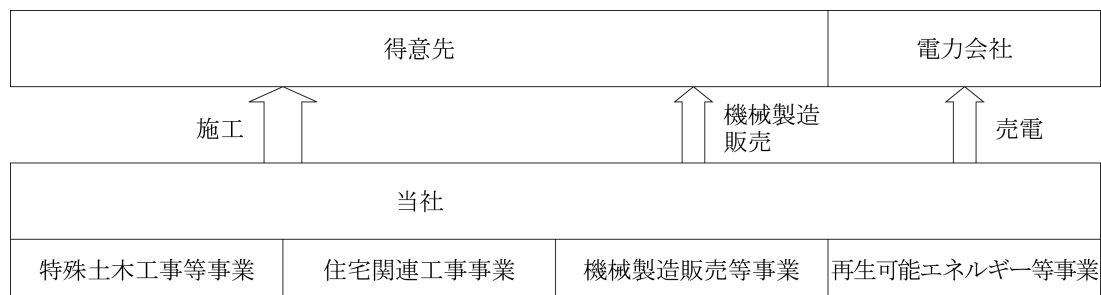 得意先
電力会社
施工
機械製造
販売
売電
当社
特殊土木工事等事業
住宅関連工事事業
機械製造販売等事業
再生可能エネルギー等事業